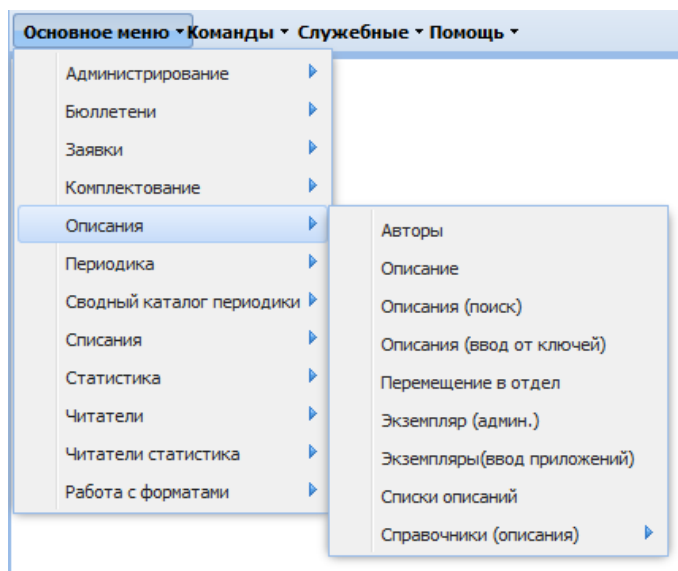 Основное меню Команды Служебные Помощь
Администрирование
Бюллетени
Заявки
Комплектование
Описания
Периодика
Сводный каталог периодики
Списания
Статистика
Читатели
Читатели статистика
Работа с форматами
Авторы
Описание
Описания (поиск)
Описания (ввод от ключей)
Перемещение в отдел
Экземпляр (админ.)
Экземпляры(ввод приложений)
Списки описаний
Справочники (описания)